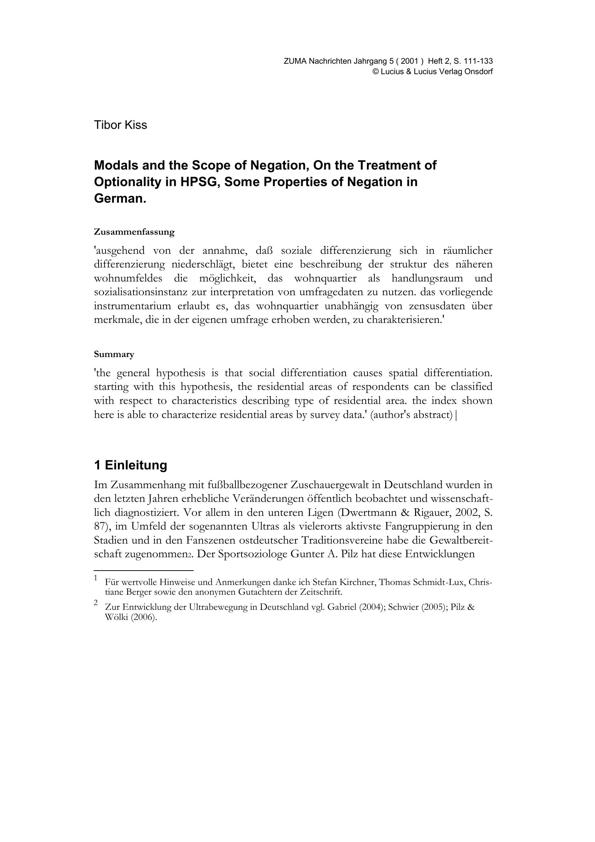 ZUMA Nachrichten Jahrgang 5 ( 2001 ) Heft 2, S. 111-133
© Lucius & Lucius Verlag Onsdorf
Tibor Kiss
Modals and the Scope of Negation, On the Treatment of
Optionality in HPSG, Some Properties of Negation in
German.
Zusammenfassung
'ausgehend von der annahme, daß soziale differenzierung sich in räumlicher
differenzierung niederschlägt, bietet eine beschreibung der struktur des näheren
wohnumfeldes die möglichkeit, das wohnquartier als handlungsraum und
sozialisationsinstanz zur interpretation von umfragedaten zu nutzen. das vorliegende
instrumentarium erlaubt es, das wohnquartier unabhängig von zensusdaten über
merkmale, die in der eigenen umfrage erhoben werden, zu charakterisieren.'
Summary
'the general hypothesis is that social differentiation causes spatial differentiation.
starting with this hypothesis, the residential areas of respondents can be classified
with respect to characteristics describing type of residential area. the index shown
here is able to characterize residential areas by survey data.' (author's abstract)|
1 Einleitung
Im Zusammenhang mit fußballbezogener Zuschauergewalt in Deutschland wurden in
den letzten Jahren erhebliche Veränderungen öffentlich beobachtet und wissenschaft-
lich diagnostiziert. Vor allem in den unteren Ligen (Dwertmann & Rigauer, 2002, S.
87), im Umfeld der sogenannten Ultras als vielerorts aktivste Fangruppierung in den
Stadien und in den Fanszenen ostdeutscher Traditionsvereine habe die Gewaltbereit-
schaft zugenommen2. Der Sportsoziologe Gunter A. Pilz hat diese Entwicklungen
1 Für wertvolle Hinweise und Anmerkungen danke ich Stefan Kirchner, Thomas Schmidt-Lux, Chris-
tiane Berger sowie den anonymen Gutachtern der Zeitschrift.
2 Zur Entwicklung der Ultrabewegung in Deutschland vgl. Gabriel (2004); Schwier (2005); Pilz &
Wölki (2006).